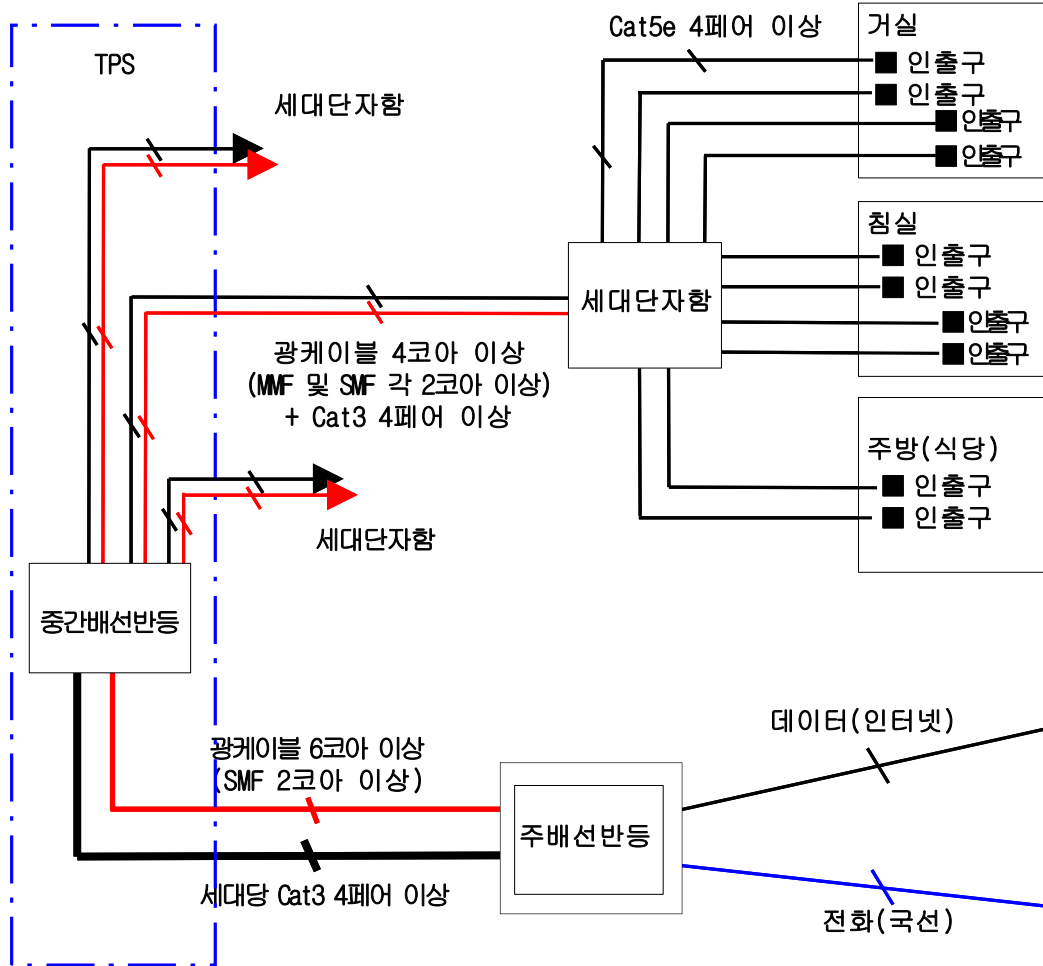 TPS
세대단자함
Cat5e 4페어 이상
거실
인출구
인출구
인출구
인출구
침실
인출구
인출구
인출구
인출구
세대단자함
광케이블 4코아 이상
(MMF 및 SMF 각 2코아 이상)
+ Cat3 4페어 이상
주방(식당)
인출구
인출구
세대단자함
중간배선반등
광케이블 6코아 이상
(SMF 2코아 이상)
주배선반등
세대당 Cat3 4페어 이상
데이터(인터넷)
전화(국선)